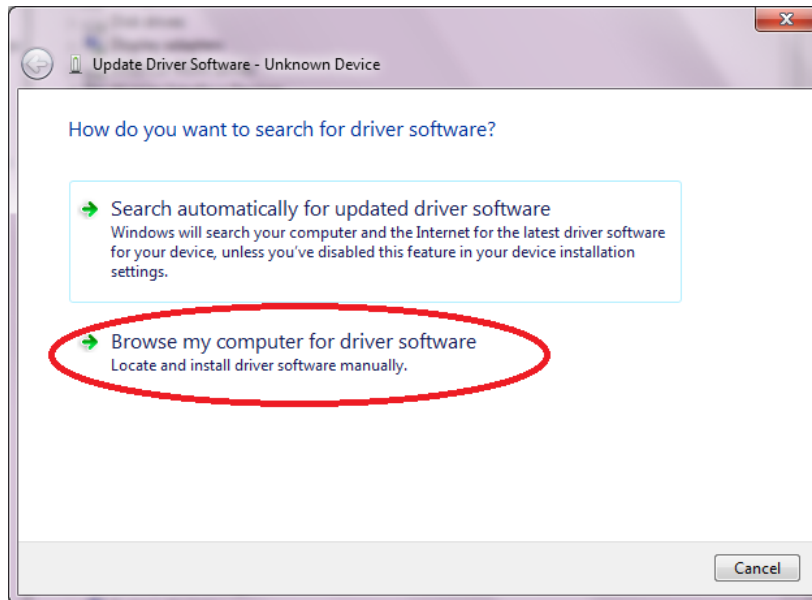 Update Driver Software - Unknown Device
How do you want to search for driver software?
Search automatically for updated driver software
Windows will search your computer and the Internet for the latest driver software
for your device, unless you've disabled this feature in your device installation
settings.
Browse my computer for driver software
Locate and install driver software manually.
Cancel